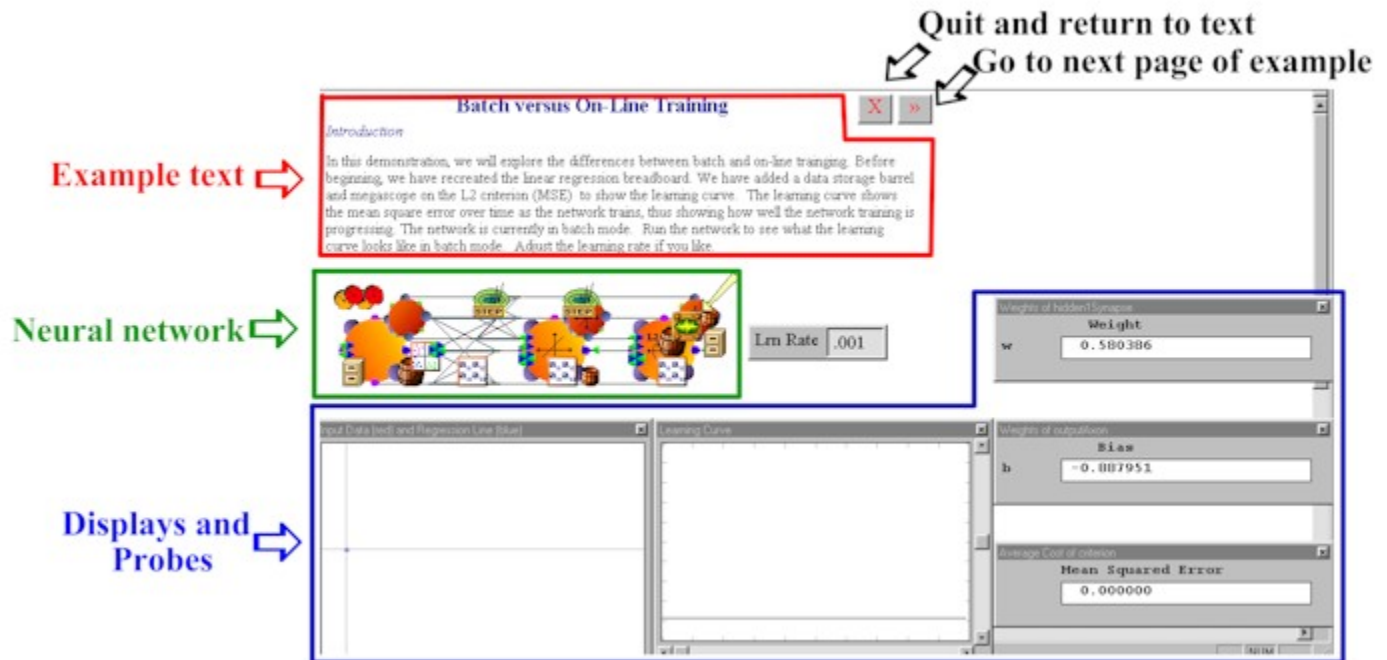 Quit and return to text
Go to next page of example
Batch versus On-Line Training
X
»
Introduction
Example text
In this demonstration, we will explore the differences between batch and on-line trainging. Before
beginning, we have recreated the linear regression breadboard. We have added a data storage barrel
and megascope on the L2 criterion (MSE) to show the learning curve. The learning curve shows
the mean square error over time as the network trains, thus showing how well the network training is
progressing. The network is currently in batch mode. Run the network to see what the learning
curve looks like in batch mode. Adjust the learning rate if you like.
Neural network
STEP
STEP
Lrn Rate .001
Weights of hidden1Synapse
Weight
w 0.580386
Input Data (red) and Regression Line (blue)
Learning Curve
Weights of outputAxon
Bias
b -0.887951
Displays and
Probes
Average Cost of criterion
Mean Squared Error
0.000000
NUM